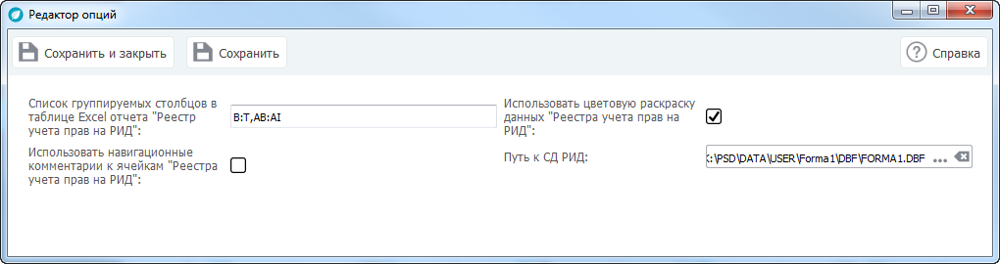 Редактор опций
Сохранить и закрыть
Сохранить
Справка
Список группируемых столбцов в
таблице Excel отчета "Реестр
учета прав на РИД":
B:T,AB:AI
Использовать цветовую раскраску
данных "Реестра учета прав на
РИД":
Использовать навигационные
комментарии к ячейкам "Реестра
учета прав на РИД":
Путь к СД РИД:
:\PSD\DATA\USER\Forma1\DBF\FORMA1.DBF
...